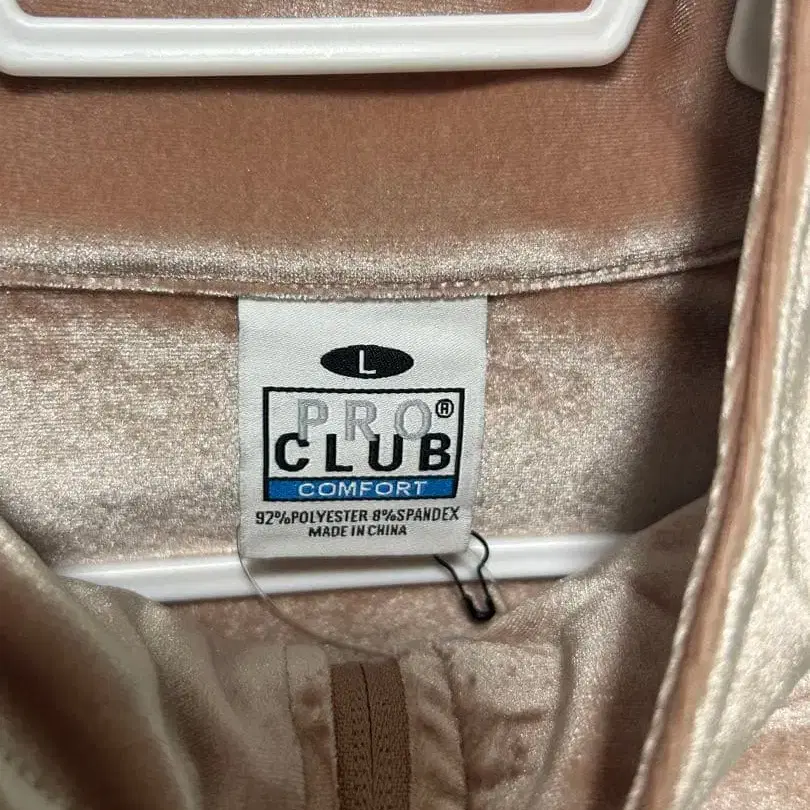 L
PRO®
CLUB
COMFORT
92%POLYESTER 8%SPANDEX
MADE IN CHINA